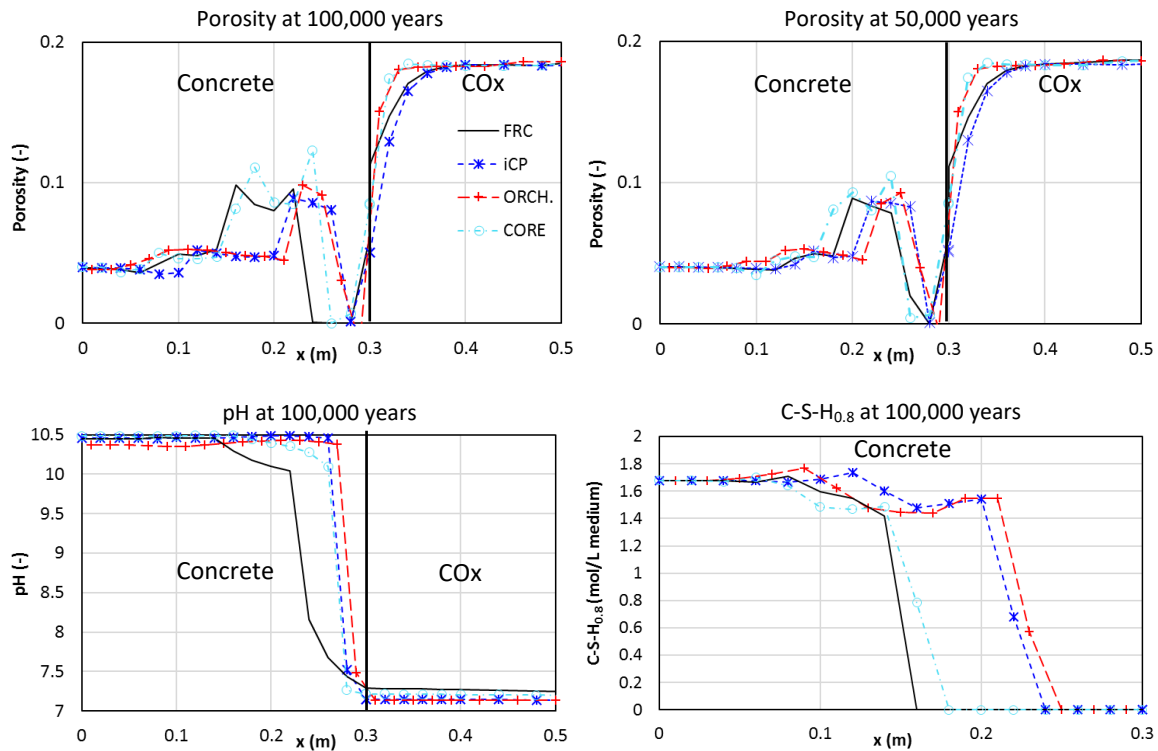 Porosity at 100,000 years
Porosity (-)
0.2
0.1
0
Concrete
COx
FRC
iCP
ORCH.
CORE
0 0.1 0.2 0.3 0.4 0.5
x (m)
Porosity at 50,000 years
Porosity (-)
0.2
0.1
0
Concrete
COx
0 0.1 0.2 0.3 0.4 0.5
x (m)
pH at 100,000 years
pH (-)
10.5
10
9.5
9
8.5
8
7.5
7
Concrete
COx
0 0.1 0.2 0.3 0.4 0.5
x (m)
C-S-H0.8 at 100,000 years
C-S-H0.8 (mol/L medium)
2
1.8
1.6
1.4
1.2
1
0.8
0.6
0.4
0.2
0
Concrete
0 0.1 0.2 0.3
x (m)